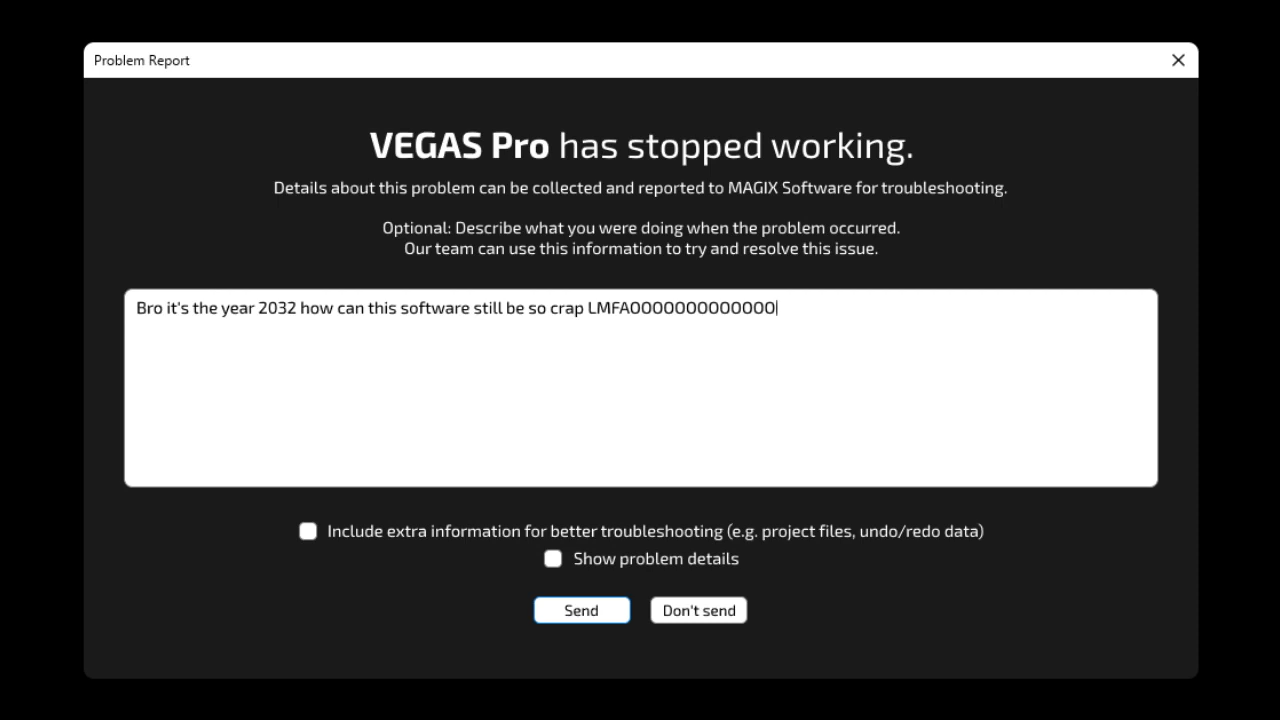 Problem Report
VEGAS Pro has stopped working.
Details about this problem can be collected and reported to MAGIX Software for troubleshooting.
Optional: Describe what you were doing when the problem occurred.
Our team can use this information to try and resolve this issue.
Bro it's the year 2032 how can this software still be so crap LMFAOOOOOOOOOOOOO
Include extra information for better troubleshooting (e.g. project files, undo/redo data)
Show problem details
Send
Don't send